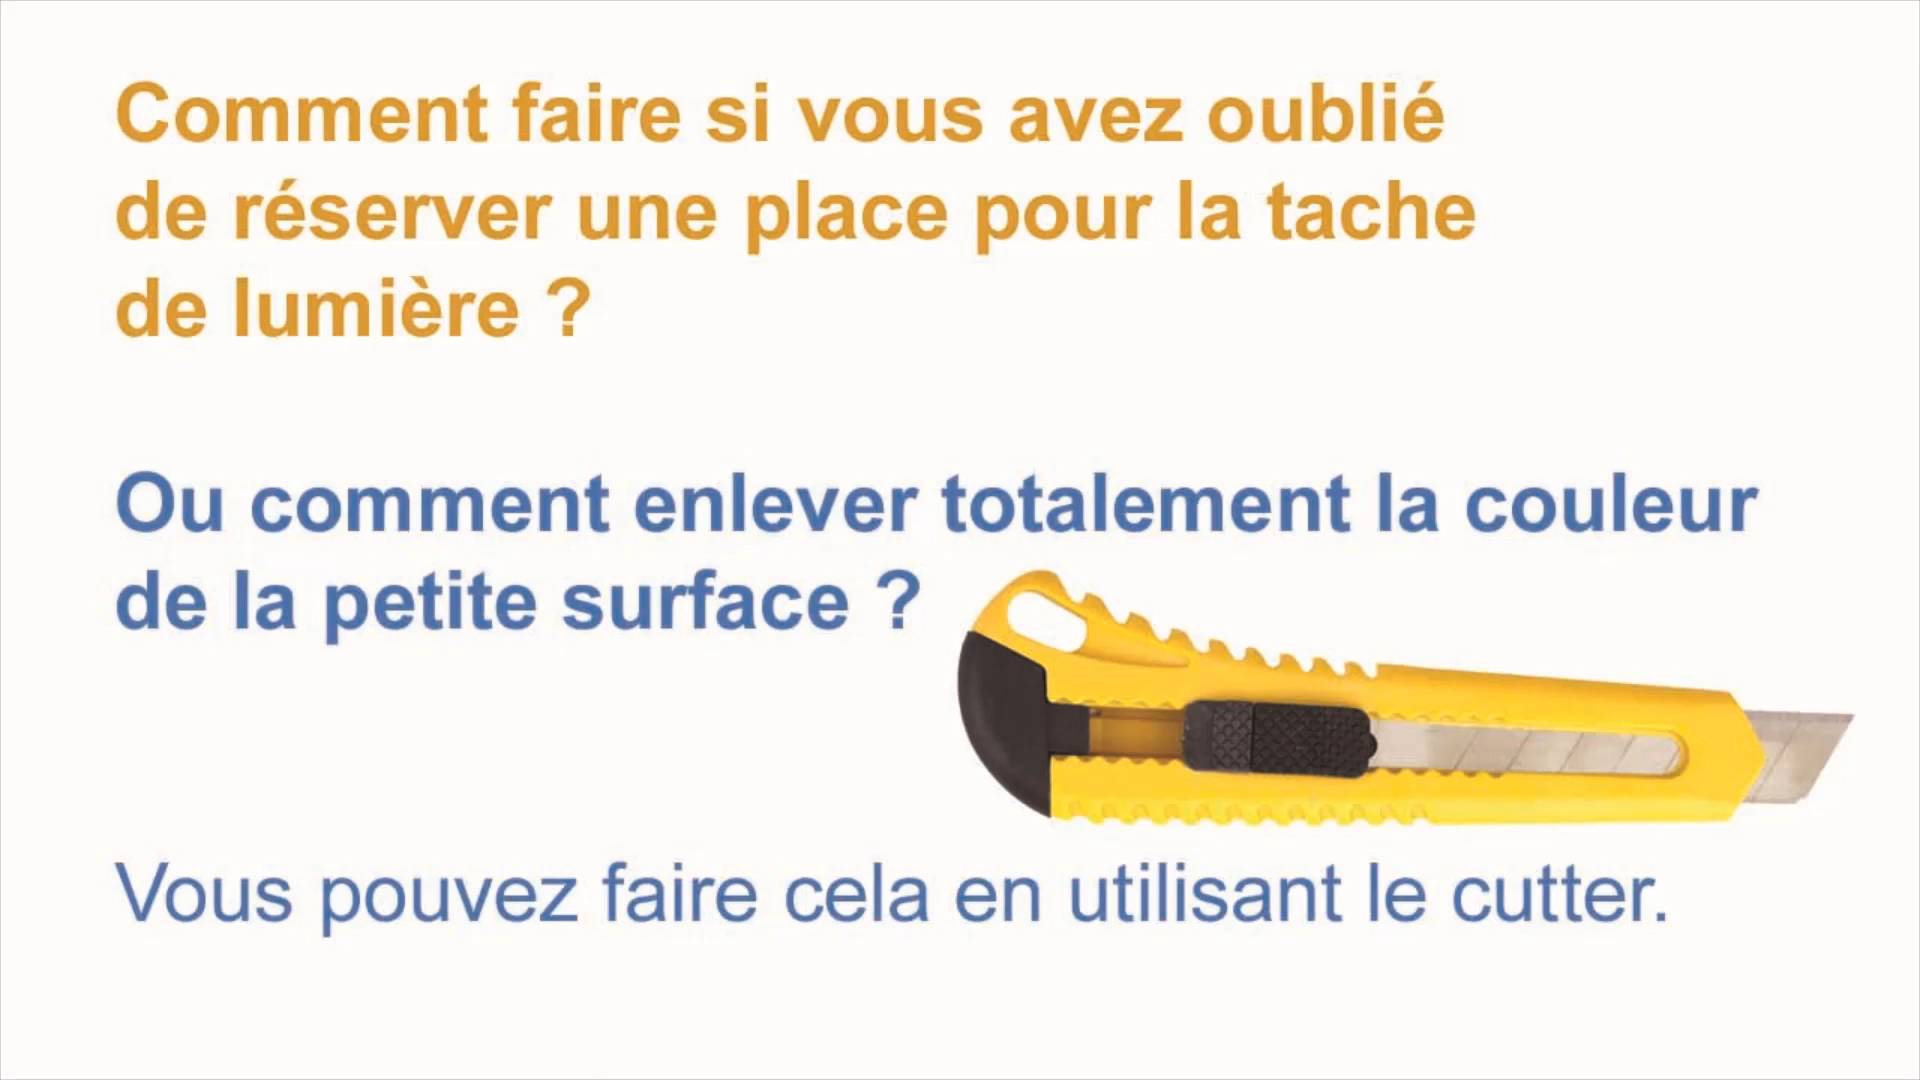 Comment faire si vous avez oublié
de réserver une place pour la tache
de lumière ?
Ou comment enlever totalement la couleur
de la petite surface ?
Vous pouvez faire cela en utilisant le cutter.